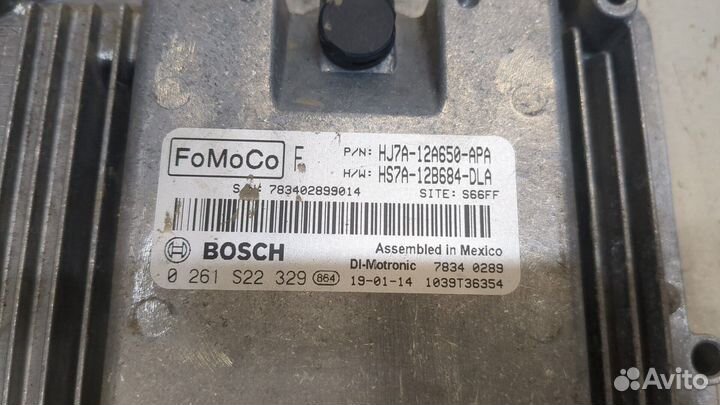 FoMoCo F P/N: HJ7A-12A650-APA
H/W: HS7A-12B684-DLA
783402899014 SITE: S66FF
BOSCH Assembled in Mexico
DI-Motronic 7834 0289
0 261 S22 329 864 19-01-14 1039T36354
Avito